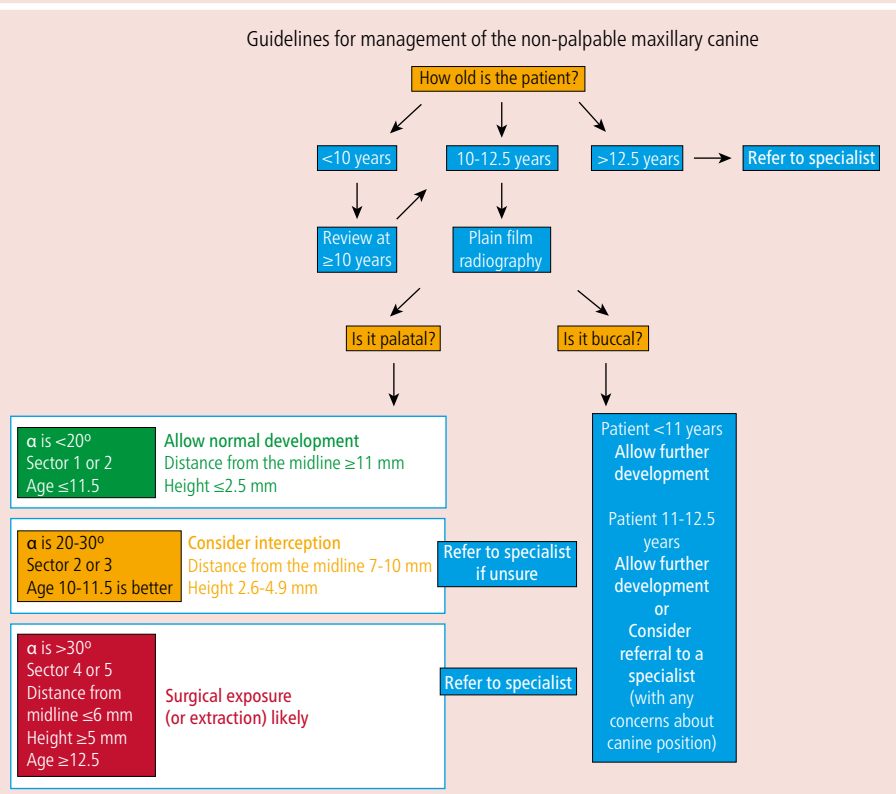 Guidelines for management of the non-palpable maxillary canine
How old is the patient?
<10 years
10-12.5 years
>12.5 years
Refer to specialist
Review at
≥10 years
Plain film
radiography
Is it palatal?
Is it buccal?
α is <20º
Sector 1 or 2
Age ≤11.5
Allow normal development
Distance from the midline ≥11 mm
Height ≤2.5 mm
α is 20-30º
Sector 2 or 3
Age 10-11.5 is better
Consider interception
Distance from the midline 7-10 mm
Height 2.6-4.9 mm
Refer to specialist
if unsure
α is >30º
Sector 4 or 5
Distance from
midline ≤6 mm
Height ≥5 mm
Age ≥12.5
Surgical exposure
(or extraction) likely
Refer to specialist
Patient <11 years
Allow further
development
Patient 11-12.5
years
Allow further
development
or
Consider
referral to a
specialist
(with any
concerns about
canine position)